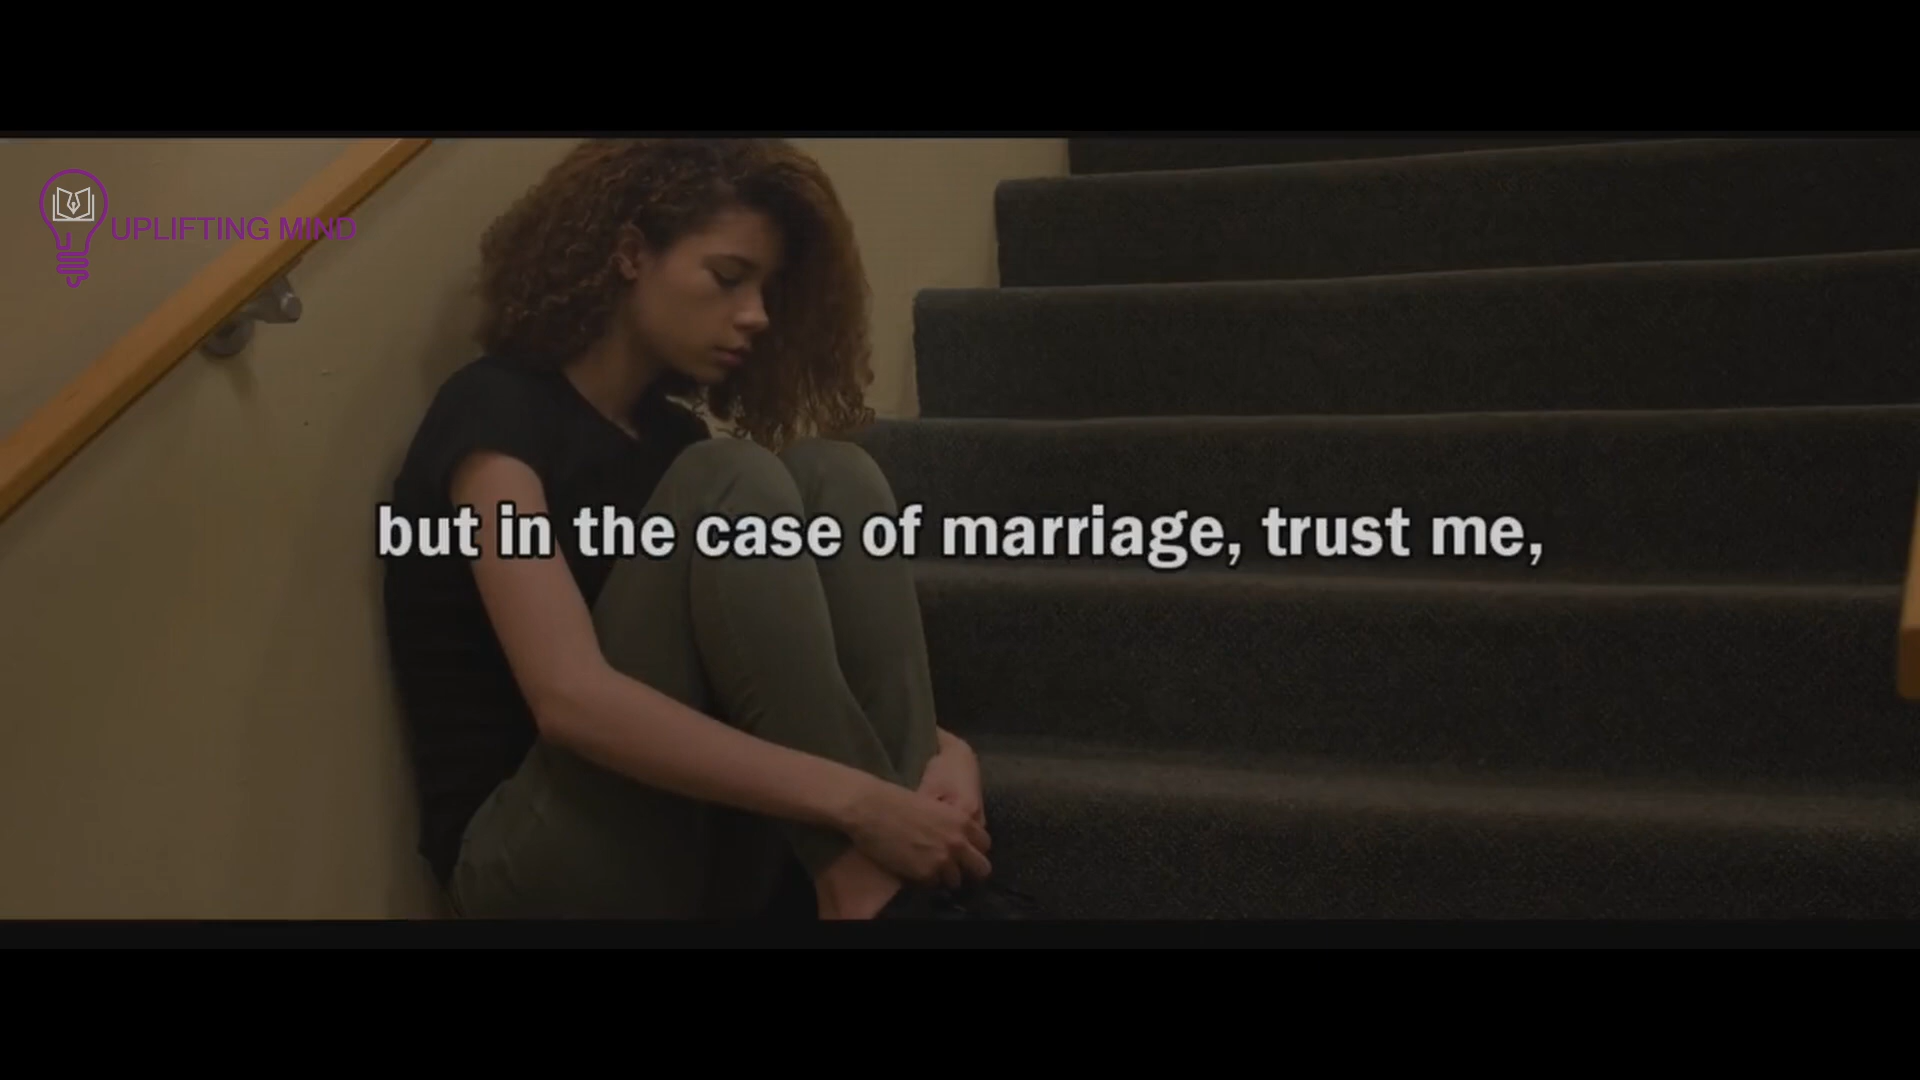 UPLIFTING MIND
but in the case of marriage, trust me,